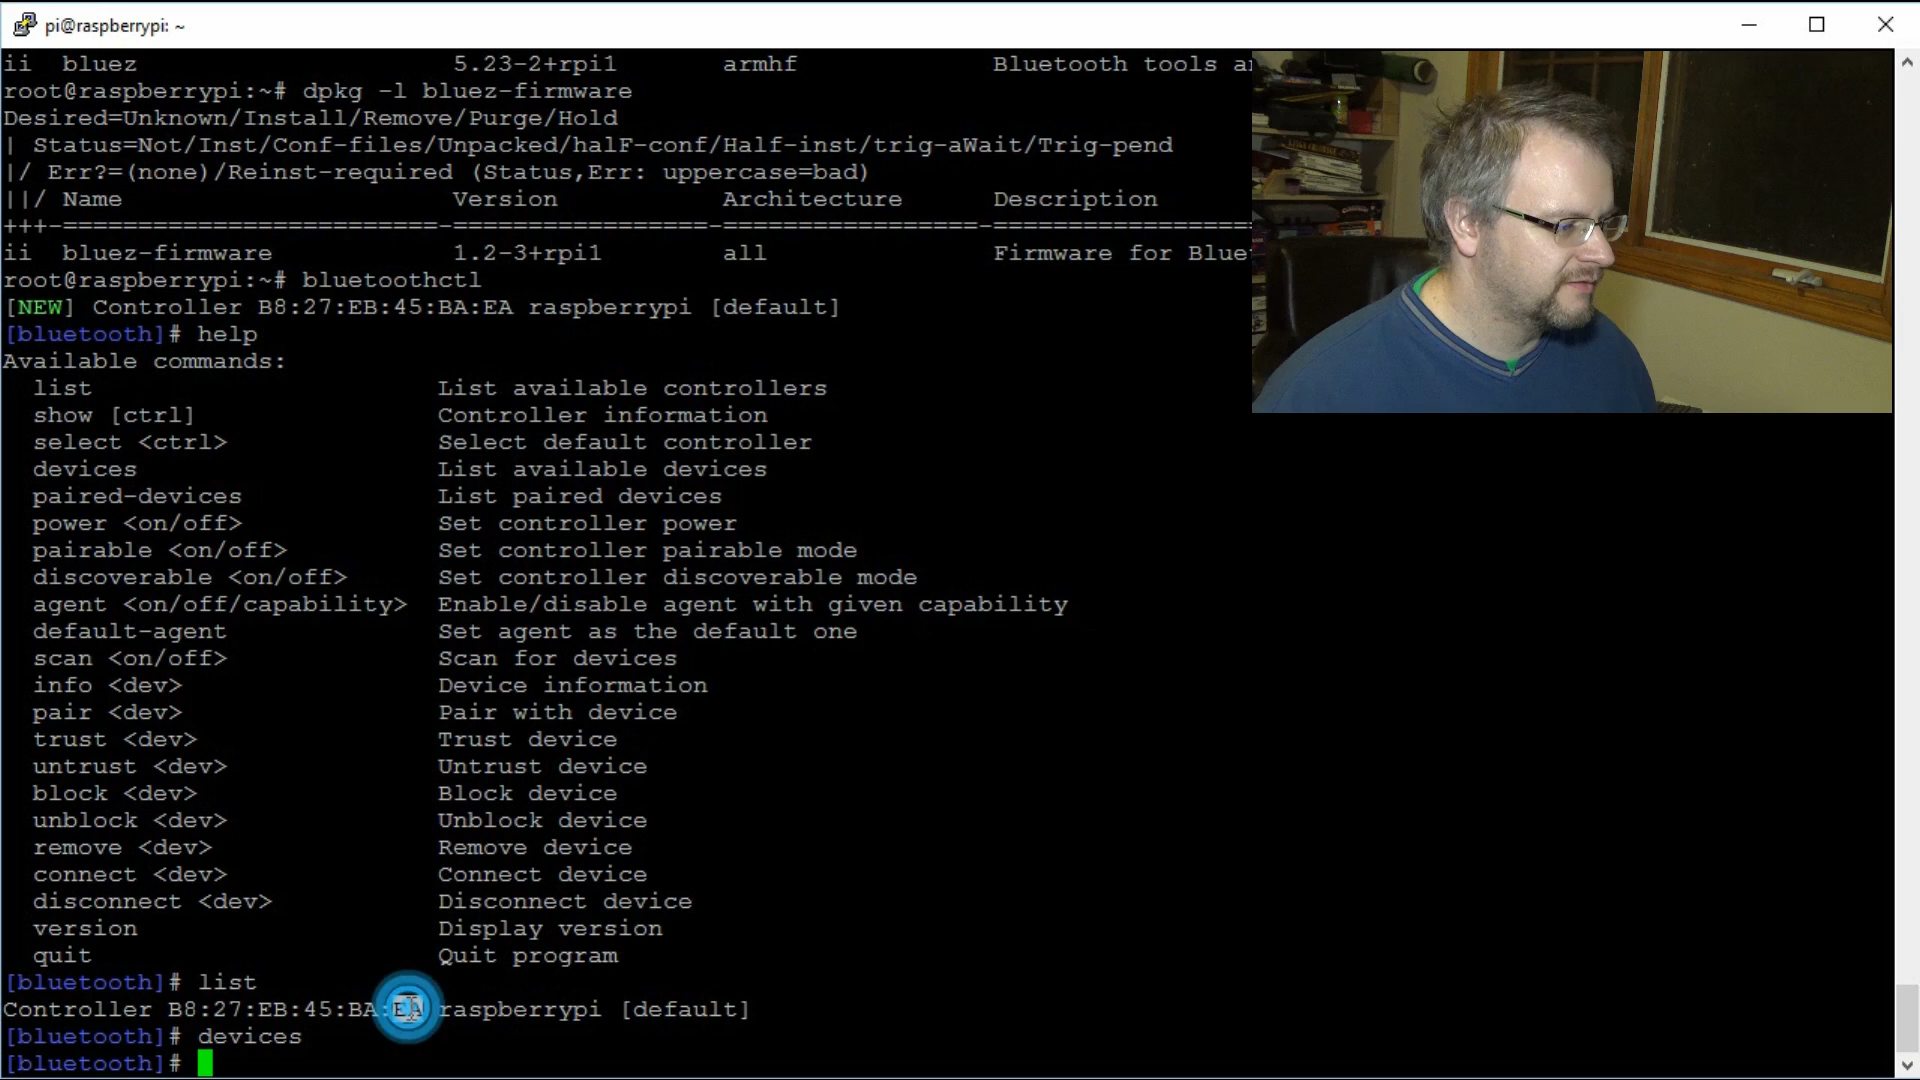 pi@raspberrypi: ~
ii bluez 5.23-2+rpi1 armhf Bluetooth tools
root@raspberrypi:~# dpkg -l bluez-firmware
Desired=Unknown/Install/Remove/Purge/Hold
| Status=Not/Inst/Conf-files/Unpacked/halF-conf/Half-inst/trig-aWait/Trig-pend
|/ Err?=(none)/Reinst-required (Status,Err: uppercase=bad)
||/ Name Version Architecture Description
+++-=========================-=================-=================-==================
ii bluez-firmware 1.2-3+rpi1 all Firmware for Blue
root@raspberrypi:~# bluetoothctl
[NEW] Controller B8:27:EB:45:BA:EA raspberrypi [default]
[bluetooth]# help
Available commands:
list List available controllers
show [ctrl] Controller information
select <ctrl> Select default controller
devices List available devices
paired-devices List paired devices
power <on/off> Set controller power
pairable <on/off> Set controller pairable mode
discoverable <on/off> Set controller discoverable mode
agent <on/off/capability> Enable/disable agent with given capability
default-agent Set agent as the default one
scan <on/off> Scan for devices
info <dev> Device information
pair <dev> Pair with device
trust <dev> Trust device
untrust <dev> Untrust device
block <dev> Block device
unblock <dev> Unblock device
remove <dev> Remove device
connect <dev> Connect device
disconnect <dev> Disconnect device
version Display version
quit Quit program
[bluetooth]# list
Controller B8:27:EB:45:BA:EA raspberrypi [default]
[bluetooth]# devices
[bluetooth]#